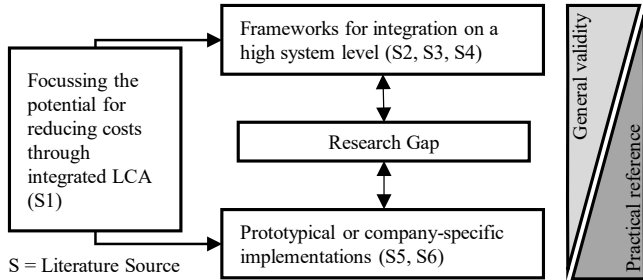 Focussing the
potential for
reducing costs
through
integrated LCA
(S1)
Frameworks for integration on a
high system level (S2, S3, S4)
Research Gap
Prototypical or company-specific
implementations (S5, S6)
S = Literature Source
General validity
Practical reference